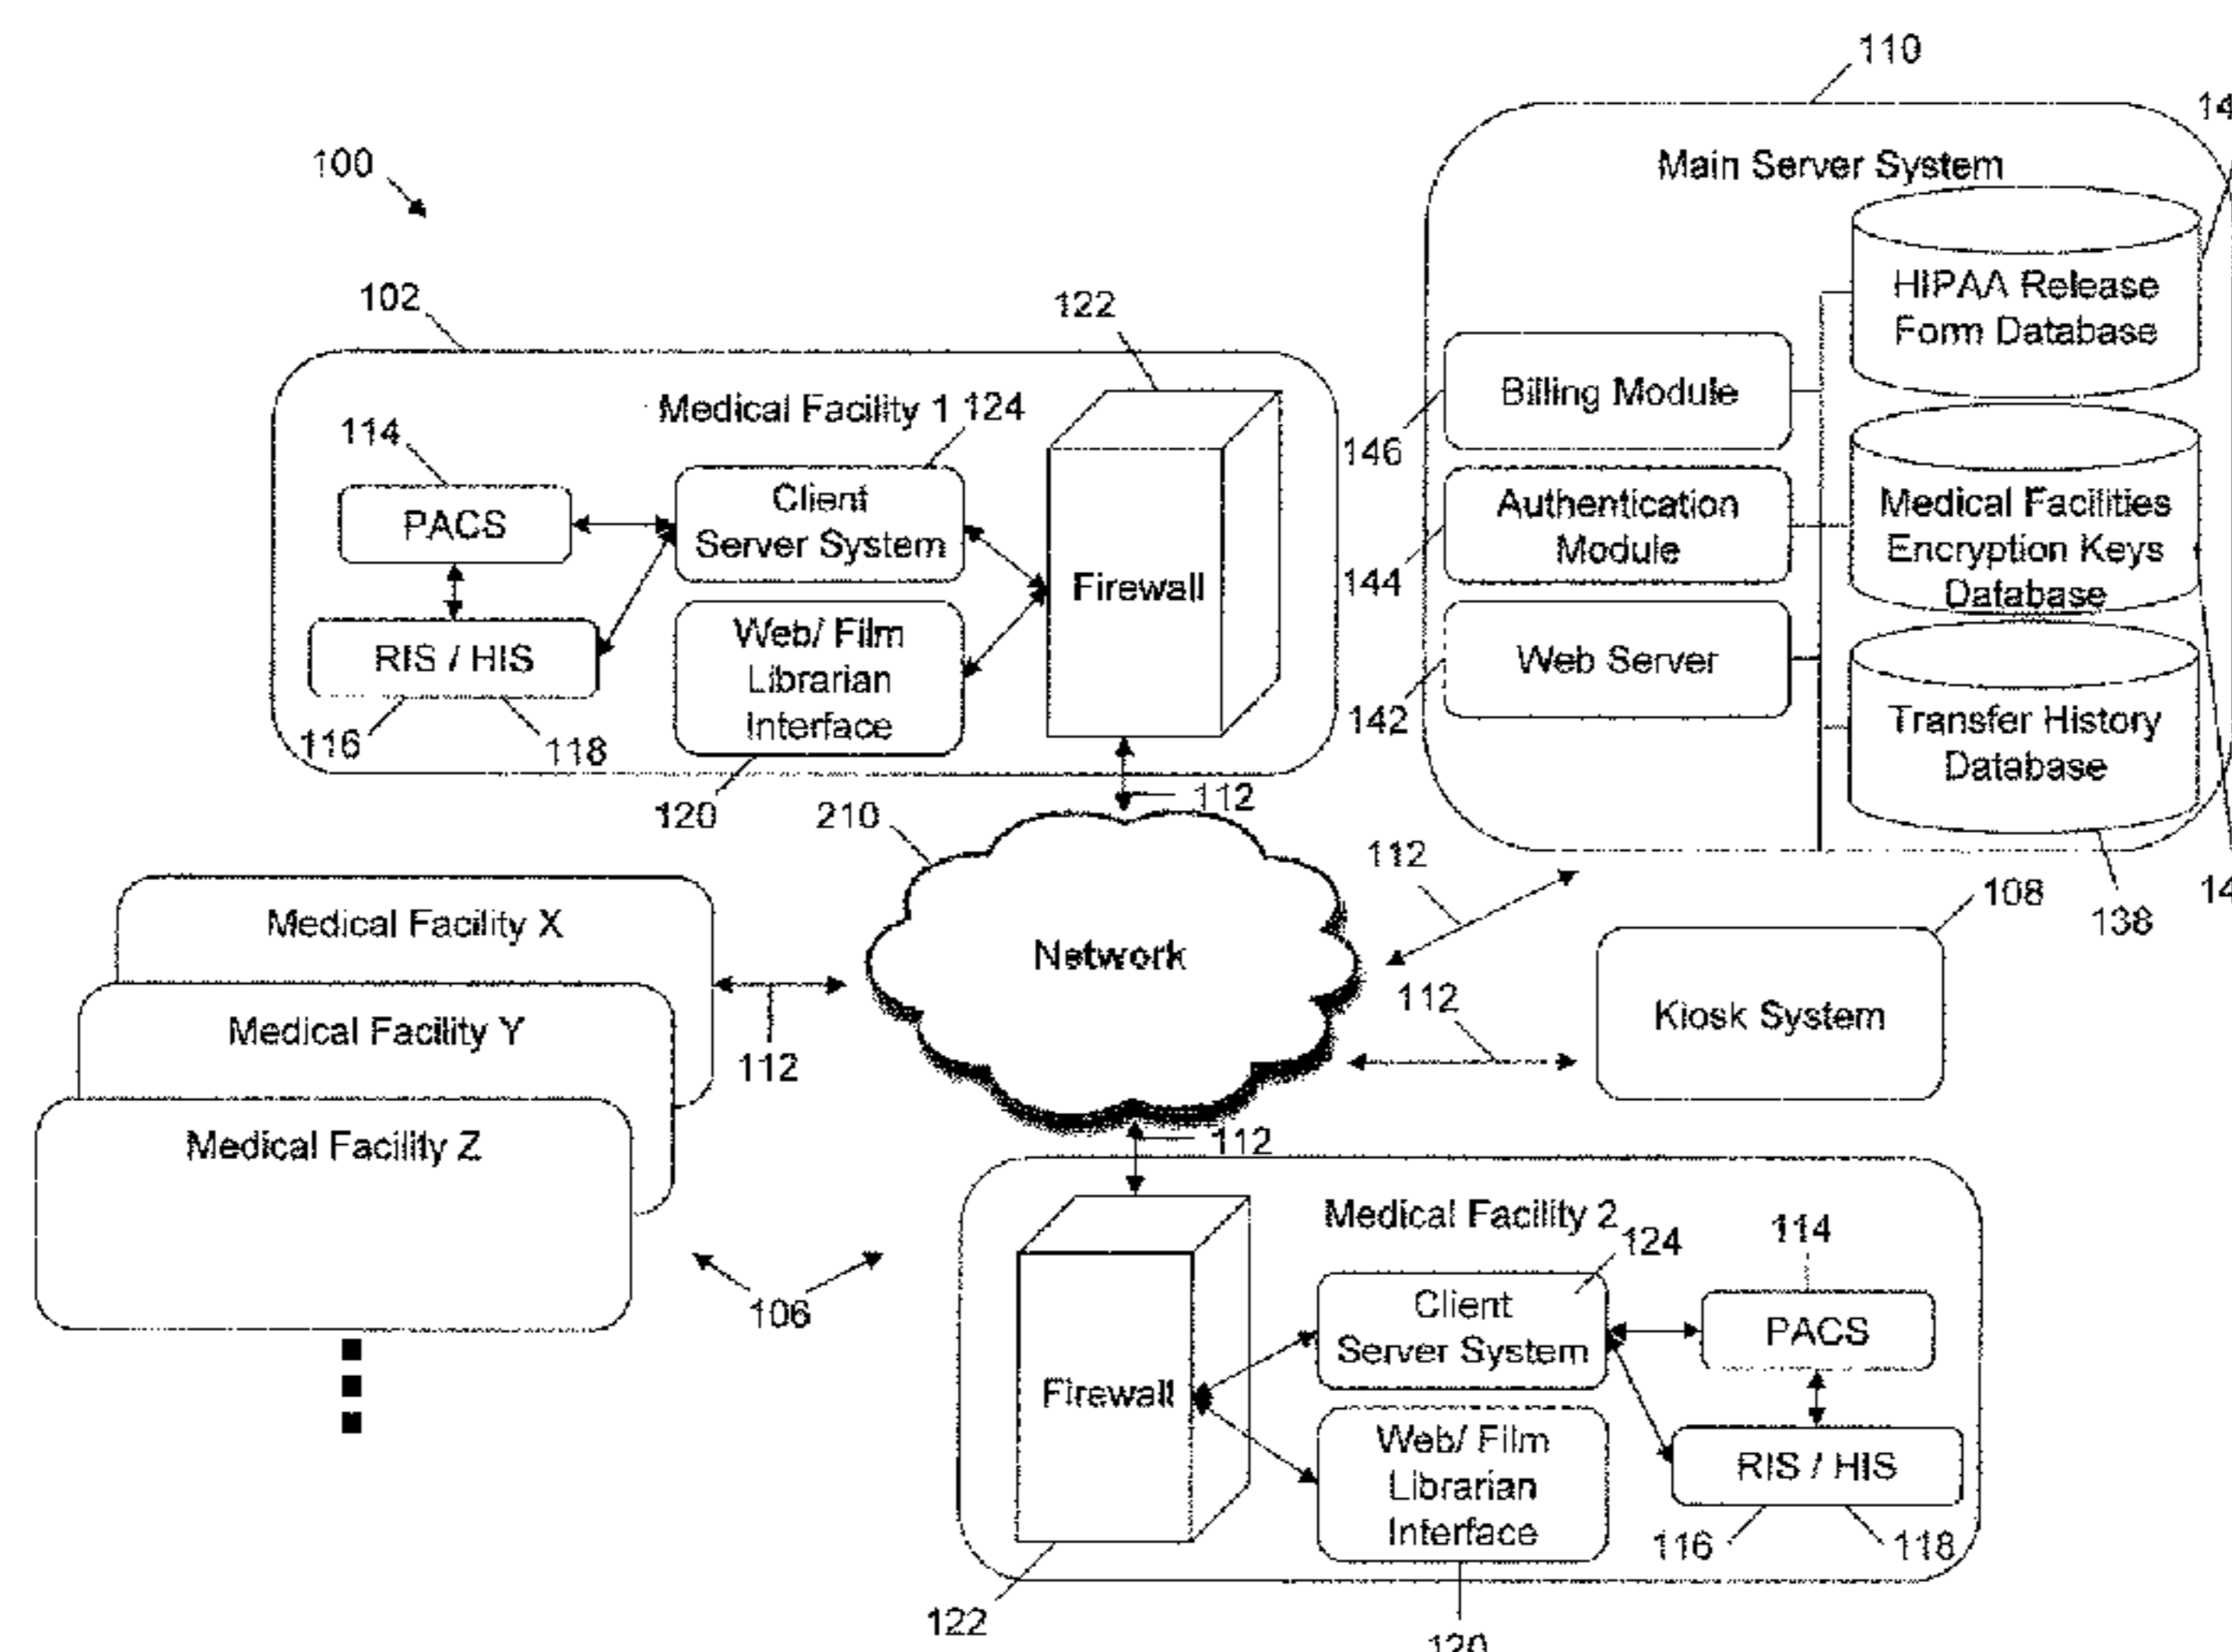 110
100
Main Server System
102
122
HIPAA Release
Form Database
Medical Facility 1
124
Billing Module
114
146
Client
Server System
PACS
Authentication
Module
Medical Facilities
Encryption Keys
Database
144
Firewall
Web/ Film
Librarian
Interface
RIS / HIS
Web Server
116
118
142
Transfer History
Database
120
210
112
112
108
138
Medical Facility X
Network
112
Kiosk System
Medical Facility Y
112
112
Medical Facility Z
Medical Facility 2
124
114
106
Client
Server System
PACS
Firewall
Web/ Film
Librarian
Interface
RIS / HIS
116
118
122
120